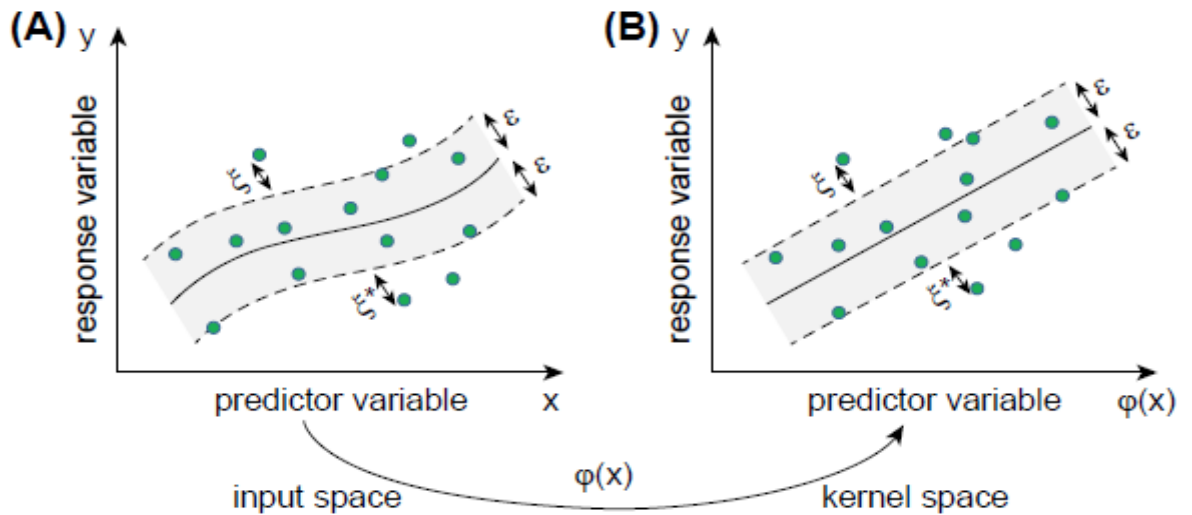 (A)
y
response variable
ξ
ε
ε
ξ*
predictor variable x
(B)
y
response variable
ξ
ε
ε
ξ*
predictor variable φ(x)
φ(x)
input space
kernel space